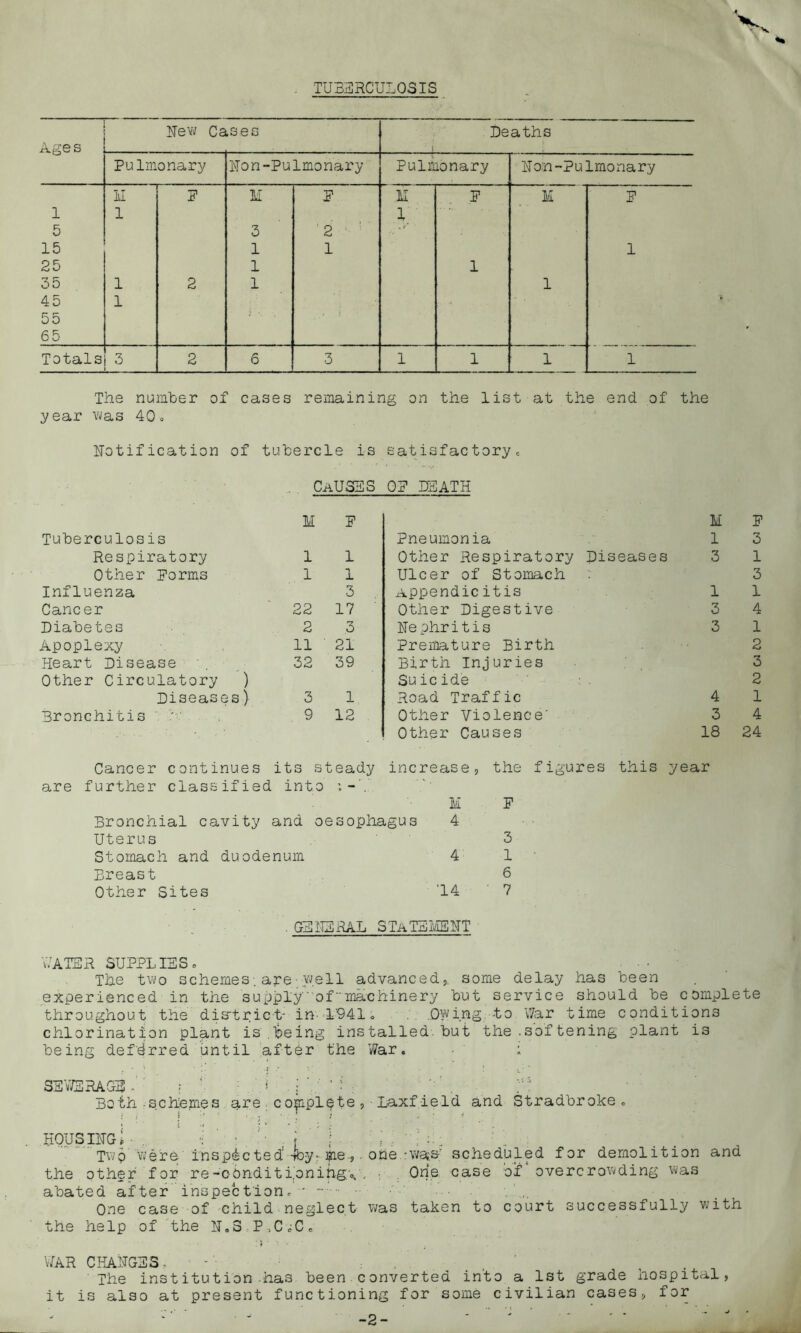 TUBERCULOSIS
Ages New Cases Deaths
Pulmonary Non-Pulmonary Pulmonary Non-Pulmonary
M F M F M F M F
1 1 1
5 3 2
15 1 1 1
25 1 1
35 1 2 1 1
45 1
55
65
Totals 3 2 6 3 1 1 1 1
The number of cases remaining on the list at the end of the
year was 40.
Notification of tubercle is satisfactory.
CAUSES OF DEATH
M F
Tuberculosis
Respiratory 1 1
Other Forms 1 1
Influenza 3
Cancer 22 17
Diabetes 2 3
Apoplexy 11 21
Heart Disease 32 39
Other Circulatory )
Diseases) 3 1
Bronchitis 9 12
M F
Pneumonia 1 3
Other Respiratory Diseases 3 1
Ulcer of Stomach 3
Appendicitis 1 1
Other Digestive 3 4
Nephritis 3 1
Premature Birth 2
Birth Injuries 3
Suicide 2
Road Traffic 4 1
Other Violence 3 4
Other Causes 18 24
Cancer continues its steady increase, the figures this year
are further classified into :-
M F
Bronchial cavity and oesophagus 4
Uterus 3
Stomach and duodenum 4 1
Breast 6
Other Sites 14 7
GENERAL STATEMENT
WATER SUPPLIES.
The two schemes are well advanced, some delay has been
experienced in the supply of machinery but service should be complete
throughout the district in 1941. Owing to War time conditions
chlorination plant is being installed but the softening plant is
being deferred until after the War.
SEWERAGE.
Both schemes are complete, Laxfield and Stradbroke.
HOUSING.
Two were inspected by me, one was scheduled for demolition and
the other for re-conditioning. One case of overcrowding was
abated after inspection.
One case of child neglect was taken to court successfully with
the help of the N.S.P.C.C.
WAR CHANGES.
The institution has been converted into a 1st grade hospital,
it is also at present functioning for some civilian cases, for
-2-